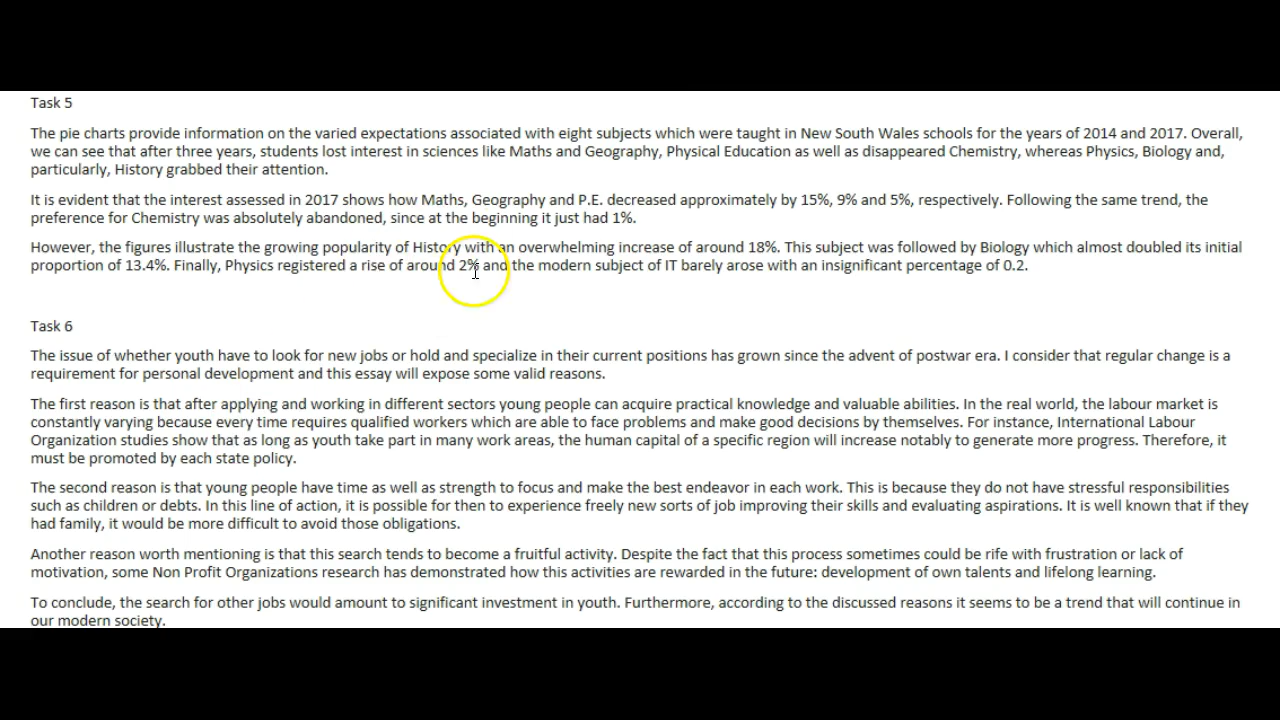 Task 5
The pie charts provide information on the varied expectations associated with eight subjects which were taught in New South Wales schools for the years of 2014 and 2017. Overall,
we can see that after three years, students lost interest in sciences like Maths and Geography, Physical Education as well as disappeared Chemistry, whereas Physics, Biology and,
particularly, History grabbed their attention.
It is evident that the interest assessed in 2017 shows how Maths, Geography and P.E. decreased approximately by 15%, 9% and 5%, respectively. Following the same trend, the
preference for Chemistry was absolutely abandoned, since at the beginning it just had 1%.
However, the figures illustrate the growing popularity of History with an overwhelming increase of around 18%. This subject was followed by Biology which almost doubled its initial
proportion of 13.4%. Finally, Physics registered a rise of around 2% and the modern subject of IT barely arose with an insignificant percentage of 0.2.
Task 6
The issue of whether youth have to look for new jobs or hold and specialize in their current positions has grown since the advent of postwar era. I consider that regular change is a
requirement for personal development and this essay will expose some valid reasons.
The first reason is that after applying and working in different sectors young people can acquire practical knowledge and valuable abilities. In the real world, the labour market is
constantly varying because every time requires qualified workers which are able to face problems and make good decisions by themselves. For instance, International Labour
Organization studies show that as long as youth take part in many work areas, the human capital of a specific region will increase notably to generate more progress. Therefore, it
must be promoted by each state policy.
The second reason is that young people have time as well as strength to focus and make the best endeavor in each work. This is because they do not have stressful responsibilities
such as children or debts. In this line of action, it is possible for then to experience freely new sorts of job improving their skills and evaluating aspirations. It is well known that if they
had family, it would be more difficult to avoid those obligations.
Another reason worth mentioning is that this search tends to become a fruitful activity. Despite the fact that this process sometimes could be rife with frustration or lack of
motivation, some Non Profit Organizations research has demonstrated how this activities are rewarded in the future: development of own talents and lifelong learning.
To conclude, the search for other jobs would amount to significant investment in youth. Furthermore, according to the discussed reasons it seems to be a trend that will continue in
our modern society.